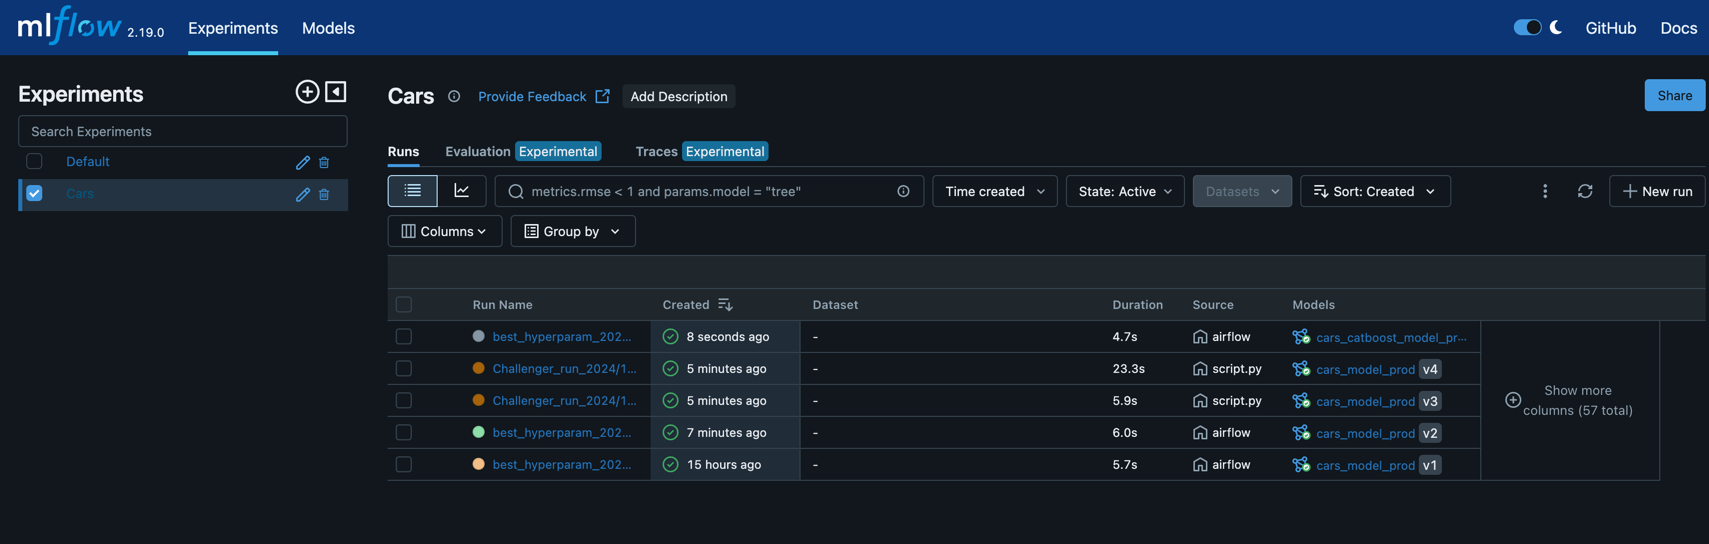 mlflow 2.19.0 Experiments Models GitHub Docs
Experiments
Search Experiments
Default
Cars
Cars Provide Feedback Add Description Share
Runs Evaluation Experimental Traces Experimental
metrics.rmse < 1 and params.model = "tree" Time created State: Active Datasets Sort: Created New run
Columns Group by
Run Name Created Dataset Duration Source Models
best_hyperparam_202... 8 seconds ago - 4.7s airflow cars_catboost_model_pr...
Challenger_run_2024/1... 5 minutes ago - 23.3s script.py cars_model_prod v4
Challenger_run_2024/1... 5 minutes ago - 5.9s script.py cars_model_prod v3
best_hyperparam_202... 7 minutes ago - 6.0s airflow cars_model_prod v2
best_hyperparam_202... 15 hours ago - 5.7s airflow cars_model_prod v1
Show more
columns (57 total)